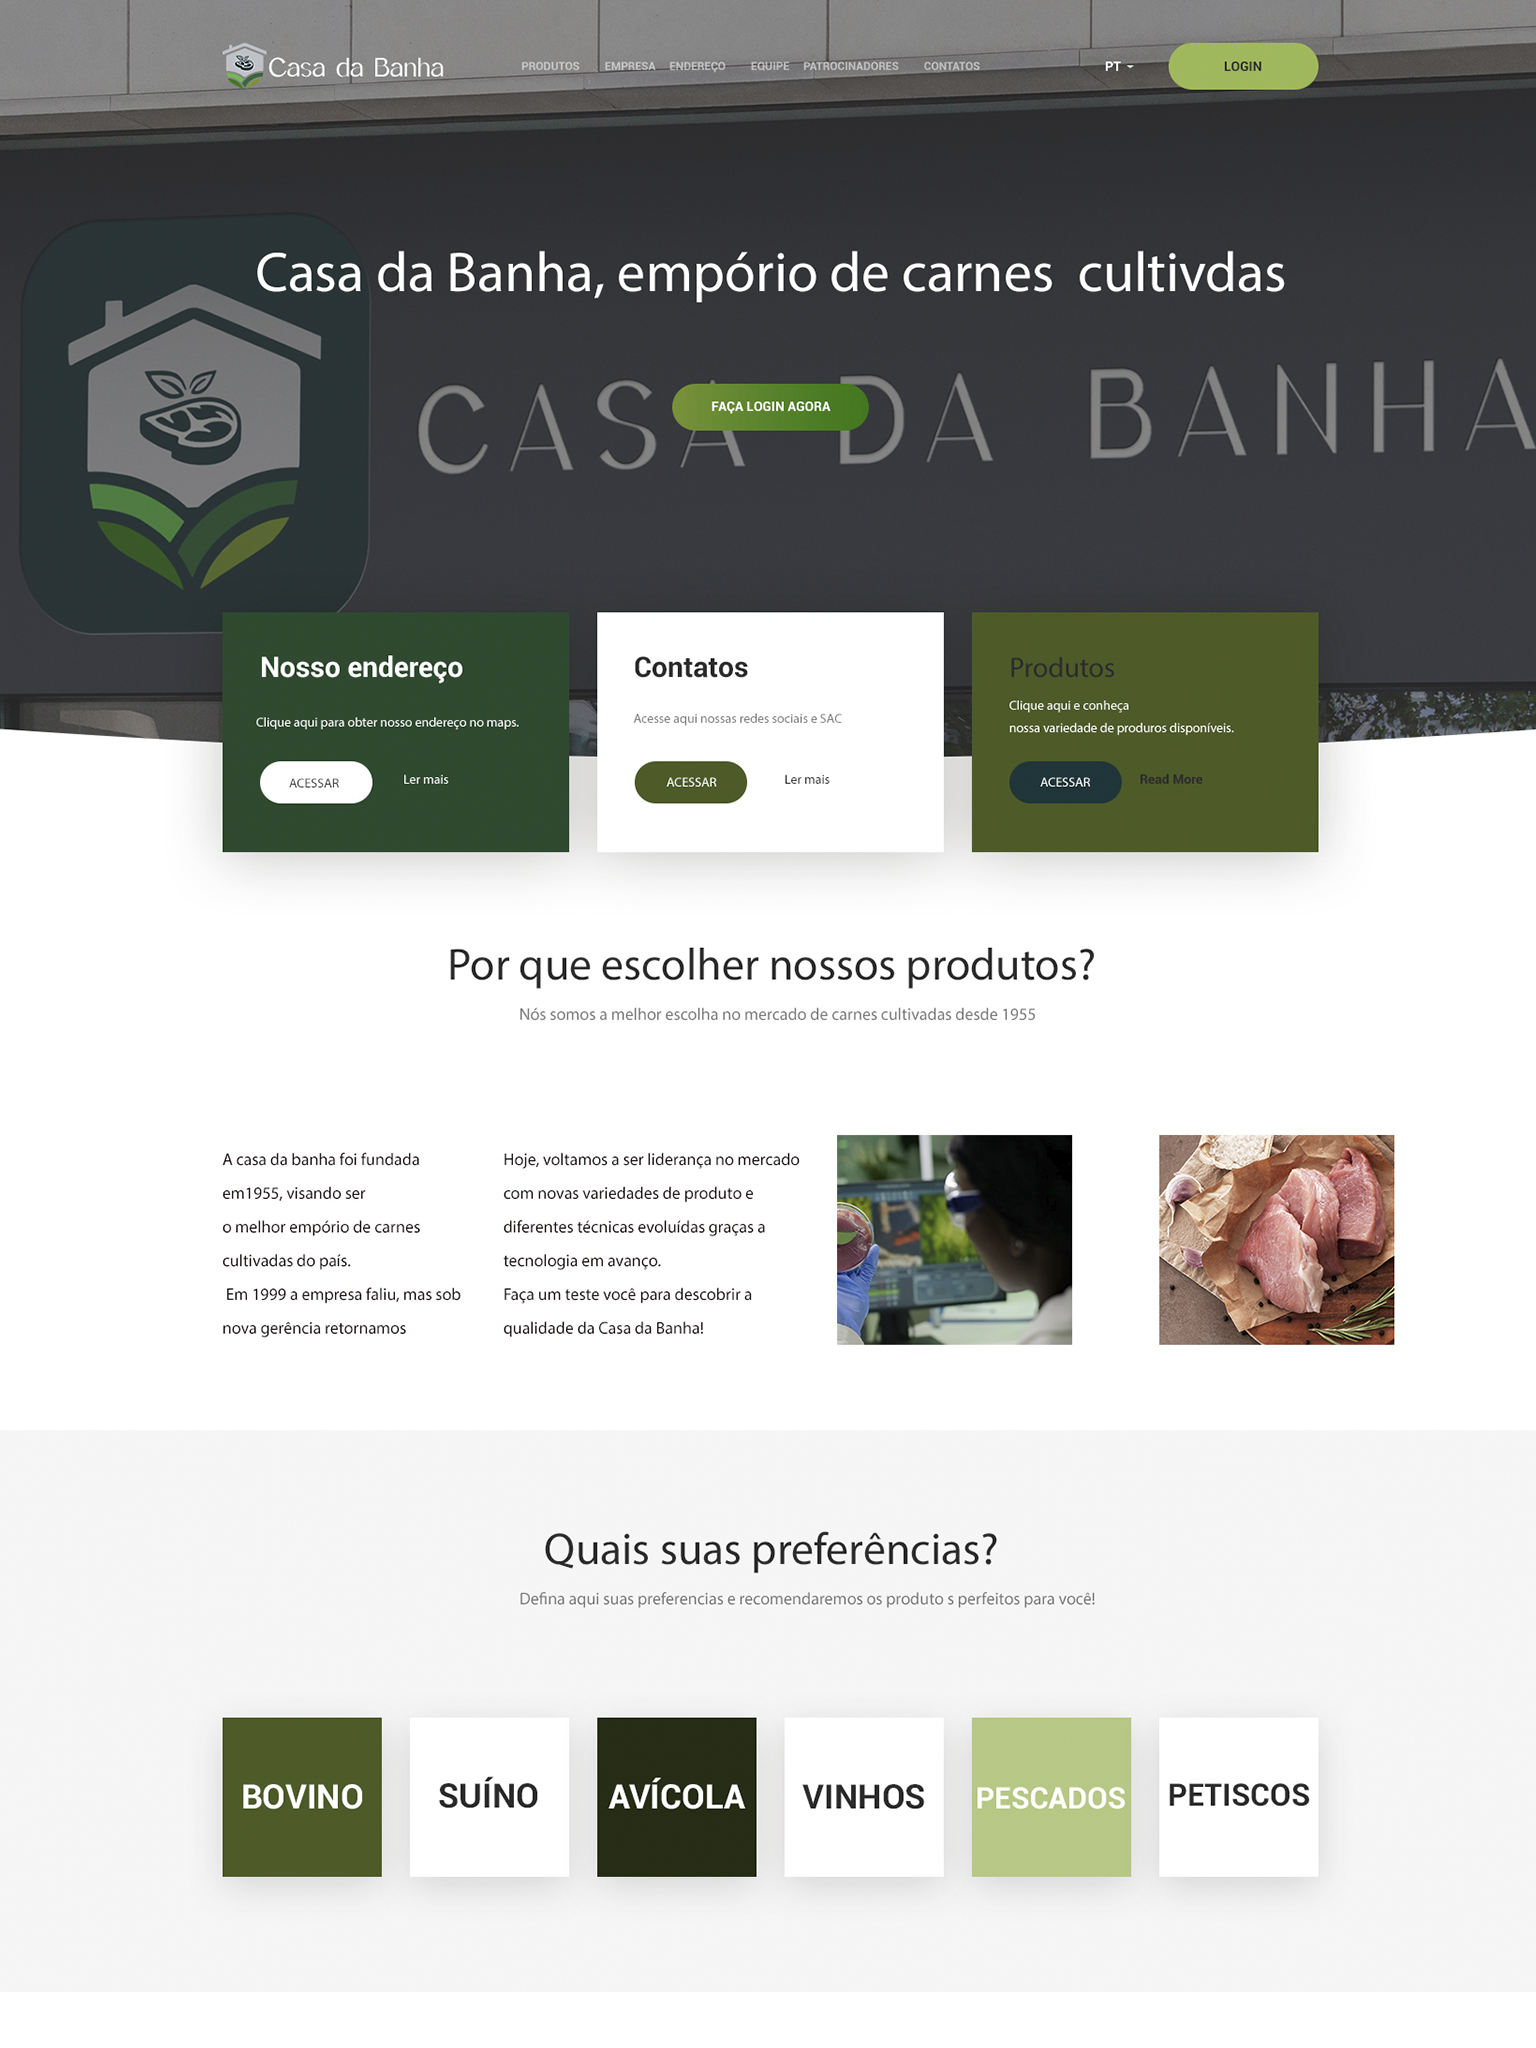 Casa da Banha
PRODUTOS EMPRESA ENDEREÇO EQUIPE PATROCINADORES CONTATOS
PT
LOGIN
Casa da Banha, empório de carnes cultivdas
CASA DA BANHA
FAÇA LOGIN AGORA
Nosso endereço
Clique aqui para obter nosso endereço no maps.
ACESSAR
Ler mais
Contatos
Acesse aqui nossas redes sociais e SAC
ACESSAR
Ler mais
Produtos
Clique aqui e conheça
nossa variedade de produros disponíveis.
ACESSAR
Read More
Por que escolher nossos produtos?
Nós somos a melhor escolha no mercado de carnes cultivadas desde 1955
A casa da banha foi fundada
em1955, visando ser
o melhor empório de carnes
cultivadas do país.
Em 1999 a empresa faliu, mas sob
nova gerência retornamos
Hoje, voltamos a ser liderança no mercado
com novas variedades de produto e
diferentes técnicas evoluídas graças a
tecnologia em avanço.
Faça um teste você para descobrir a
qualidade da Casa da Banha!
Quais suas preferências?
Defina aqui suas preferencias e recomendaremos os produto s perfeitos para você!
BOVINO
SUÍNO
AVÍCOLA
VINHOS
PESCADOS
PETISCOS